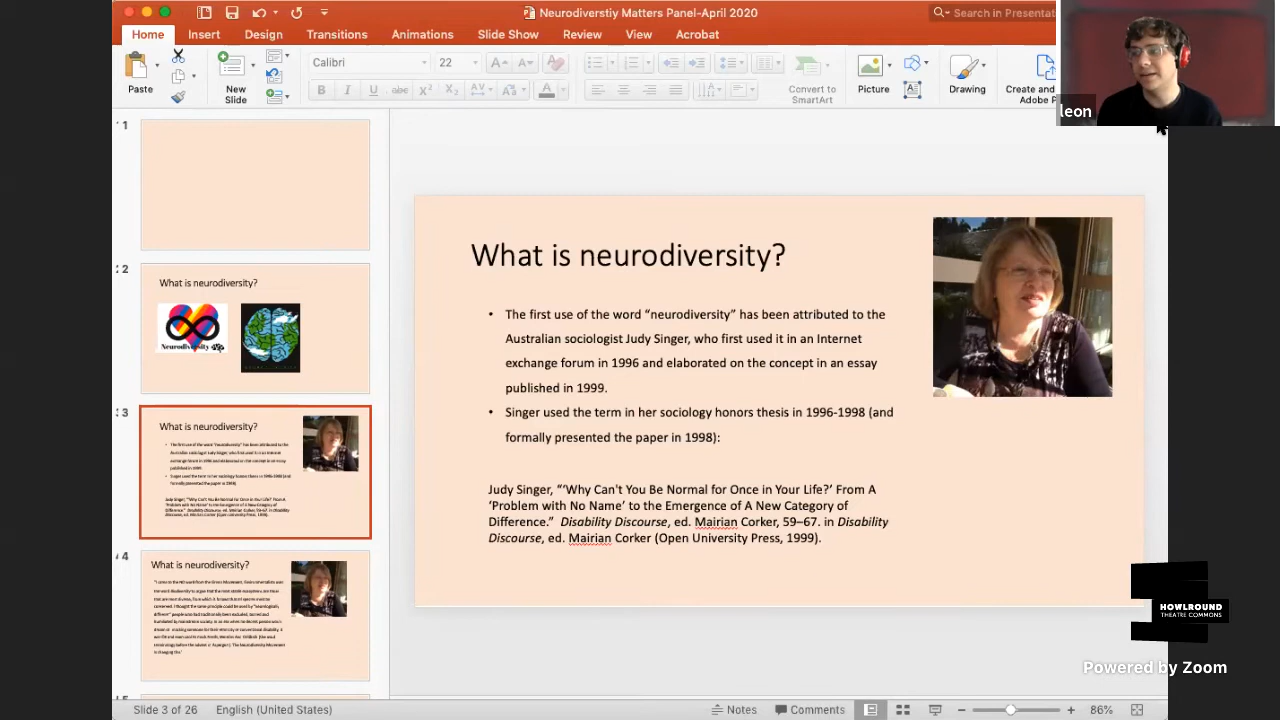 Neurodiverstiy Matters Panel-April 2020
Search in Presentat
Home Insert Design Transitions Animations Slide Show Review View Acrobat
Paste
New
Slide
Calibri 22
Convert to
SmartArt
Picture
Drawing
Create and
Adobe P
leon
1
2
What is neurodiversity?
Neurodiversity
3
What is neurodiversity?
4
What is neurodiversity?
What is neurodiversity?
• The first use of the word “neurodiversity” has been attributed to the
Australian sociologist Judy Singer, who first used it in an Internet
exchange forum in 1996 and elaborated on the concept in an essay
published in 1999.
• Singer used the term in her sociology honors thesis in 1996-1998 (and
formally presented the paper in 1998):
Judy Singer, “‘Why Can't You Be Normal for Once in Your Life?’ From A
‘Problem with No Name’ to the Emergence of A New Category of
Difference.” Disability Discourse, ed. Mairian Corker, 59–67. in Disability
Discourse, ed. Mairian Corker (Open University Press, 1999).
HOWLROUND
THEATRE COMMONS
Powered by Zoom
Slide 3 of 26 English (United States) Notes Comments 86%